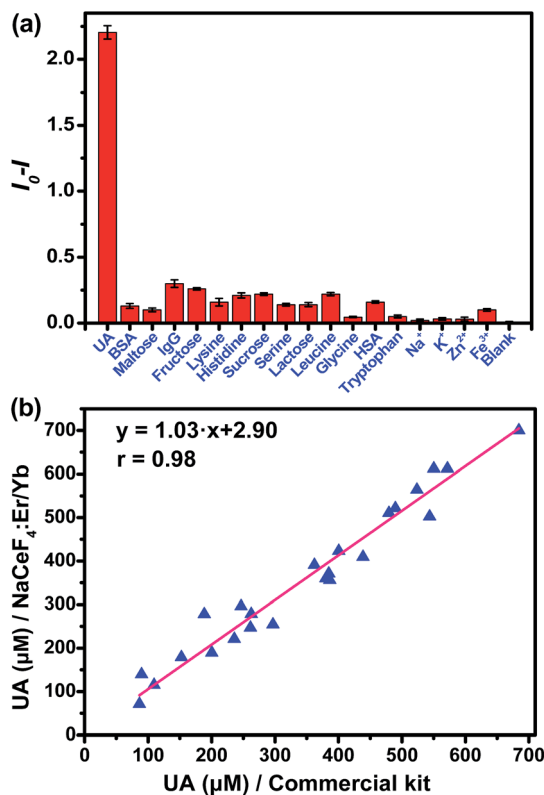 (a)
I₀-I
2.0
1.5
1.0
0.5
0.0
UA
BSA
Maltose
IgG
Fructose
Lysine
Histidine
Sucrose
Serine
Lactose
Leucine
Glycine
HSA
Tryptophan
Na⁺
K⁺
Zn²⁺
Fe³⁺
Blank
(b)
y = 1.03·x+2.90
r = 0.98
UA (μM) / NaCeF₄:Er/Yb
700
600
500
400
300
200
100
0
0 100 200 300 400 500 600 700
UA (μM) / Commercial kit